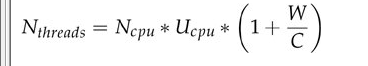 N_threads = N_cpu * U_cpu * (1 + W/C)